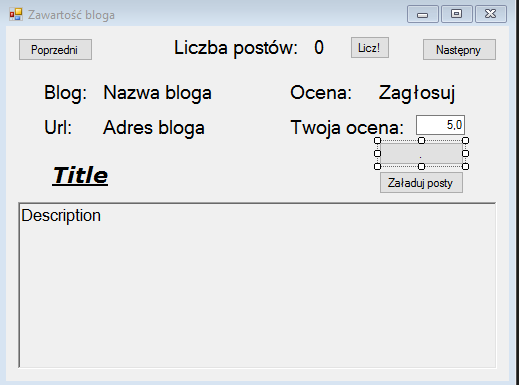 Zawartość bloga
Poprzedni Liczba postów: 0 Licz! Następny
Blog: Nazwa bloga Ocena: Zagłosuj
Url: Adres bloga Twoja ocena: 5,0
.
Title Załaduj posty
Description